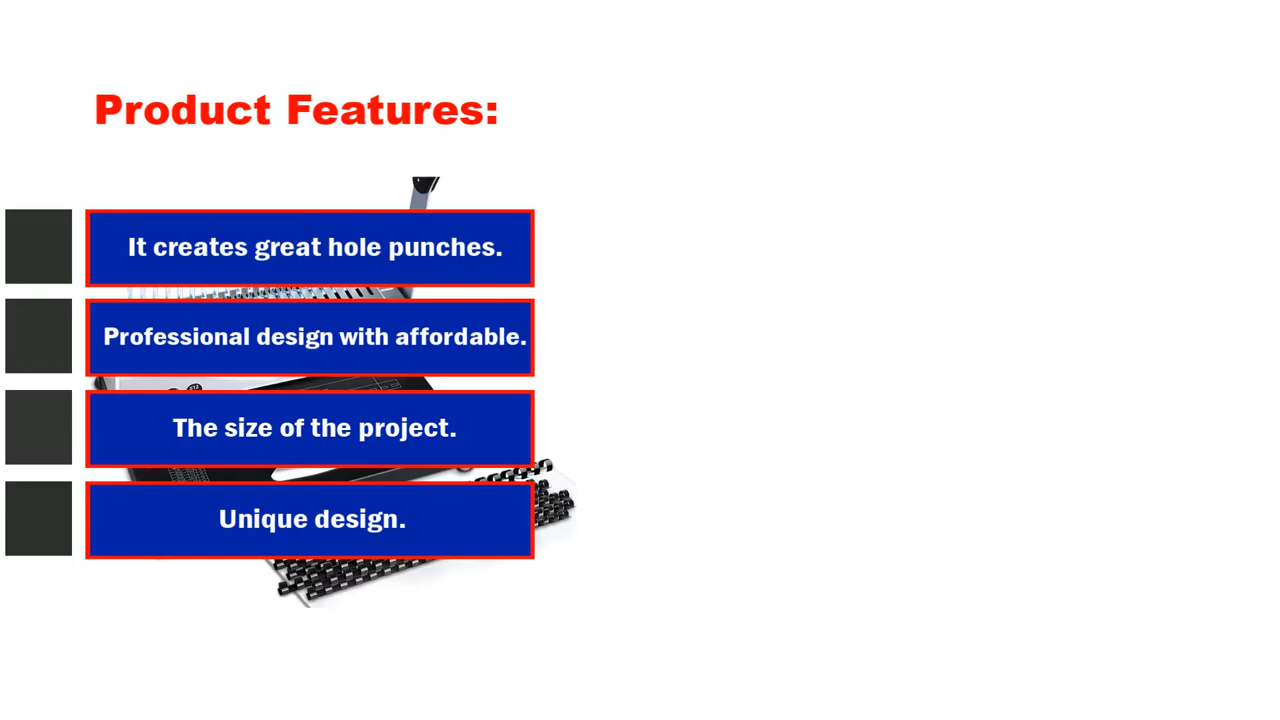 Product Features:
It creates great hole punches.
Professional design with affordable.
The size of the project.
Unique design.